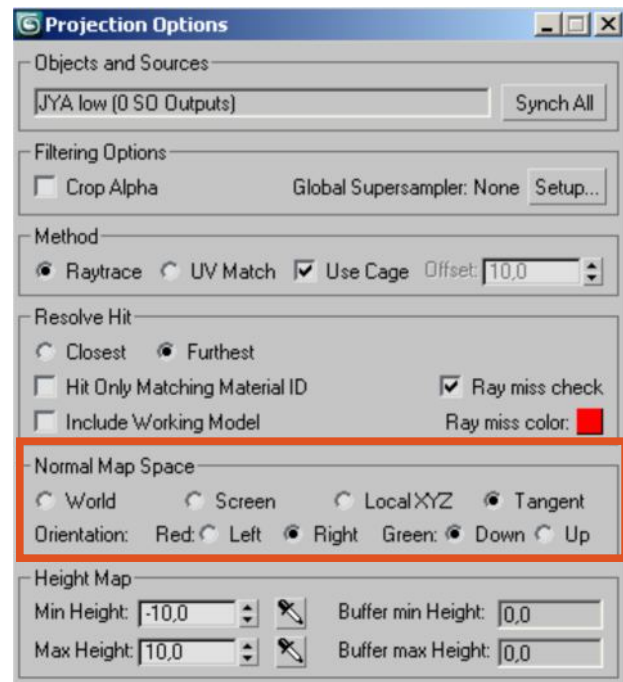 Projection Options
Objects and Sources
JYA low (0 SO Outputs)
Synch All
Filtering Options
Crop Alpha
Global Supersampler: None
Setup...
Method
Raytrace
UV Match
Use Cage
Offset: 10,0
Resolve Hit
Closest
Furthest
Hit Only Matching Material ID
Ray miss check
Include Working Model
Ray miss color:
Normal Map Space
World
Screen
Local XYZ
Tangent
Orientation:
Red:
Left
Right
Green:
Down
Up
Height Map
Min Height: -10,0
Buffer min Height: 0,0
Max Height: 10,0
Buffer max Height: 0,0